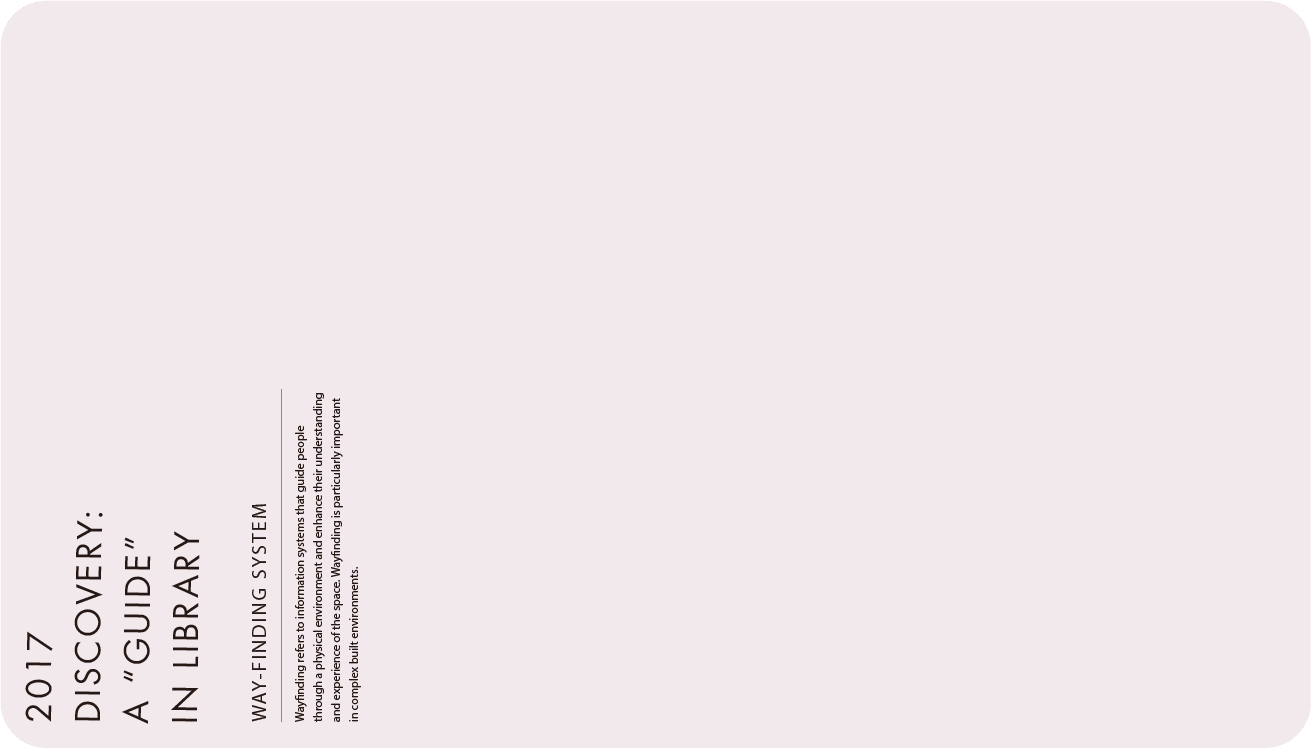 2017
DISCOVERY:
A “GUIDE”
IN LIBRARY
WAY-FINDING SYSTEM
Wayfinding refers to information systems that guide people
through a physical environment and enhance their understanding
and experience of the space. Wayfinding is particularly important
in complex built environments.